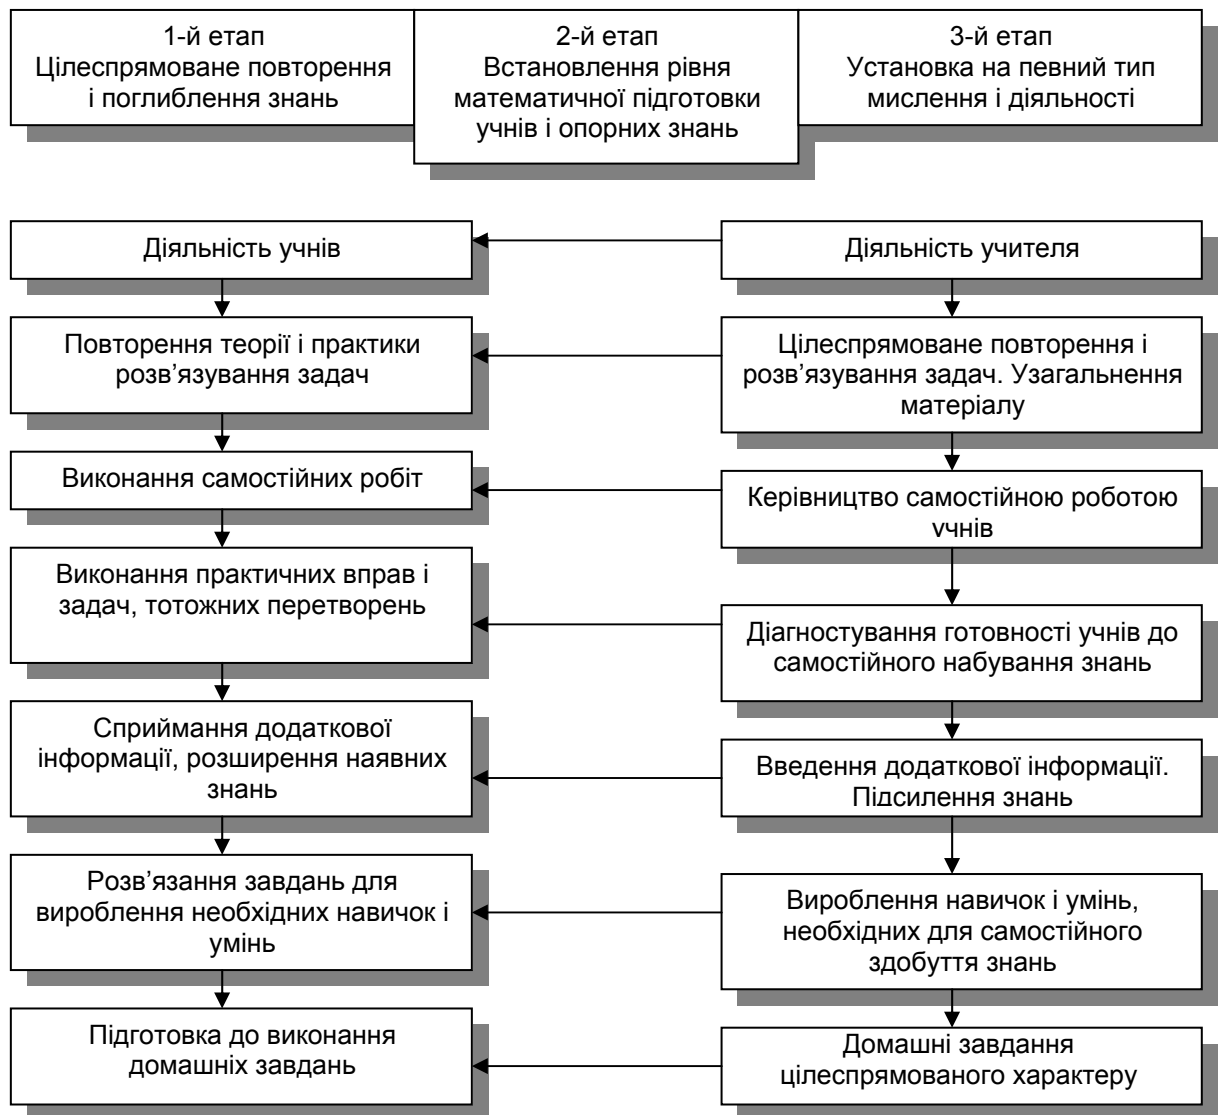 1-й етап
Цілеспрямоване повторення
і поглиблення знань
2-й етап
Встановлення рівня
математичної підготовки
учнів і опорних знань
3-й етап
Установка на певний тип
мислення і діяльності
Діяльність учнів
Діяльність учителя
Повторення теорії і практики
розв’язування задач
Цілеспрямоване повторення і
розв’язування задач. Узагальнення
матеріалу
Виконання самостійних робіт
Керівництво самостійною роботою
учнів
Виконання практичних вправ і
задач, тотожних перетворень
Діагностування готовності учнів до
самостійного набування знань
Сприймання додаткової
інформації, розширення наявних
знань
Введення додаткової інформації.
Підсилення знань
Розв’язання завдань для
вироблення необхідних навичок і
умінь
Вироблення навичок і умінь,
необхідних для самостійного
здобуття знань
Підготовка до виконання
домашніх завдань
Домашні завдання
цілеспрямованого характеру